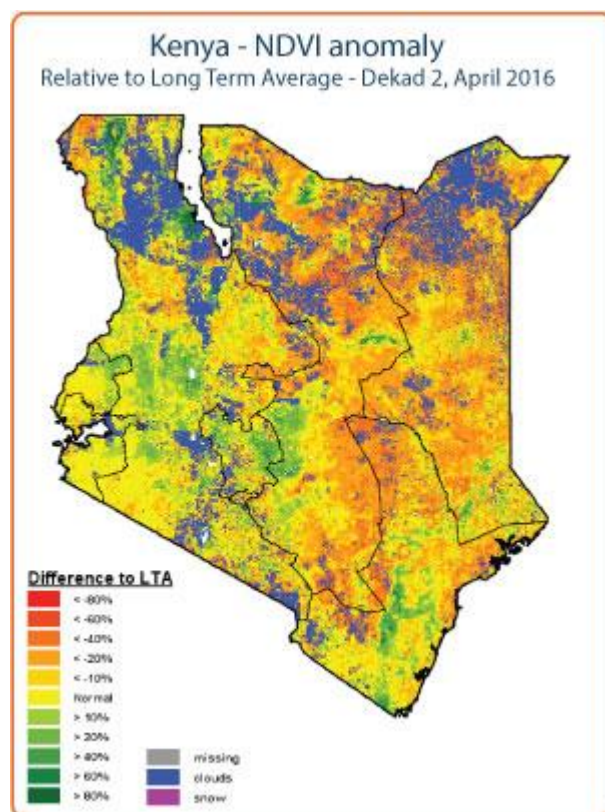 Kenya - NDVI anomaly
Relative to Long Term Average - Dekad 2, April 2016
Difference to LTA
< -80%
< -60%
< -40%
< -20%
< -10%
Normal
> 10%
> 20%
> 40%
> 60%
> 80%
missing
clouds
snow